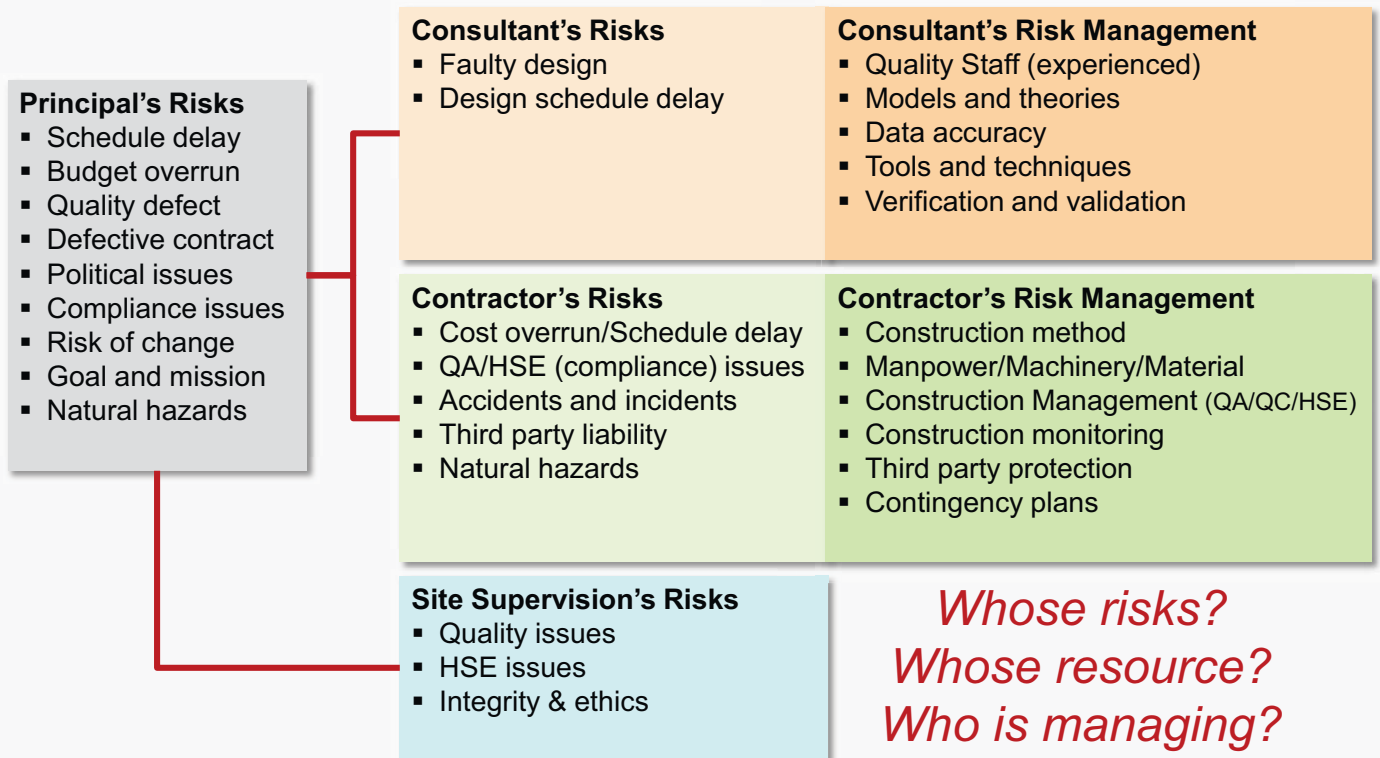 Principal’s Risks
▪ Schedule delay
▪ Budget overrun
▪ Quality defect
▪ Defective contract
▪ Political issues
▪ Compliance issues
▪ Risk of change
▪ Goal and mission
▪ Natural hazards
Consultant’s Risks
▪ Faulty design
▪ Design schedule delay
Consultant’s Risk Management
▪ Quality Staff (experienced)
▪ Models and theories
▪ Data accuracy
▪ Tools and techniques
▪ Verification and validation
Contractor’s Risks
▪ Cost overrun/Schedule delay
▪ QA/HSE (compliance) issues
▪ Accidents and incidents
▪ Third party liability
▪ Natural hazards
Contractor’s Risk Management
▪ Construction method
▪ Manpower/Machinery/Material
▪ Construction Management (QA/QC/HSE)
▪ Construction monitoring
▪ Third party protection
▪ Contingency plans
Site Supervision’s Risks
▪ Quality issues
▪ HSE issues
▪ Integrity & ethics
Whose risks?
Whose resource?
Who is managing?